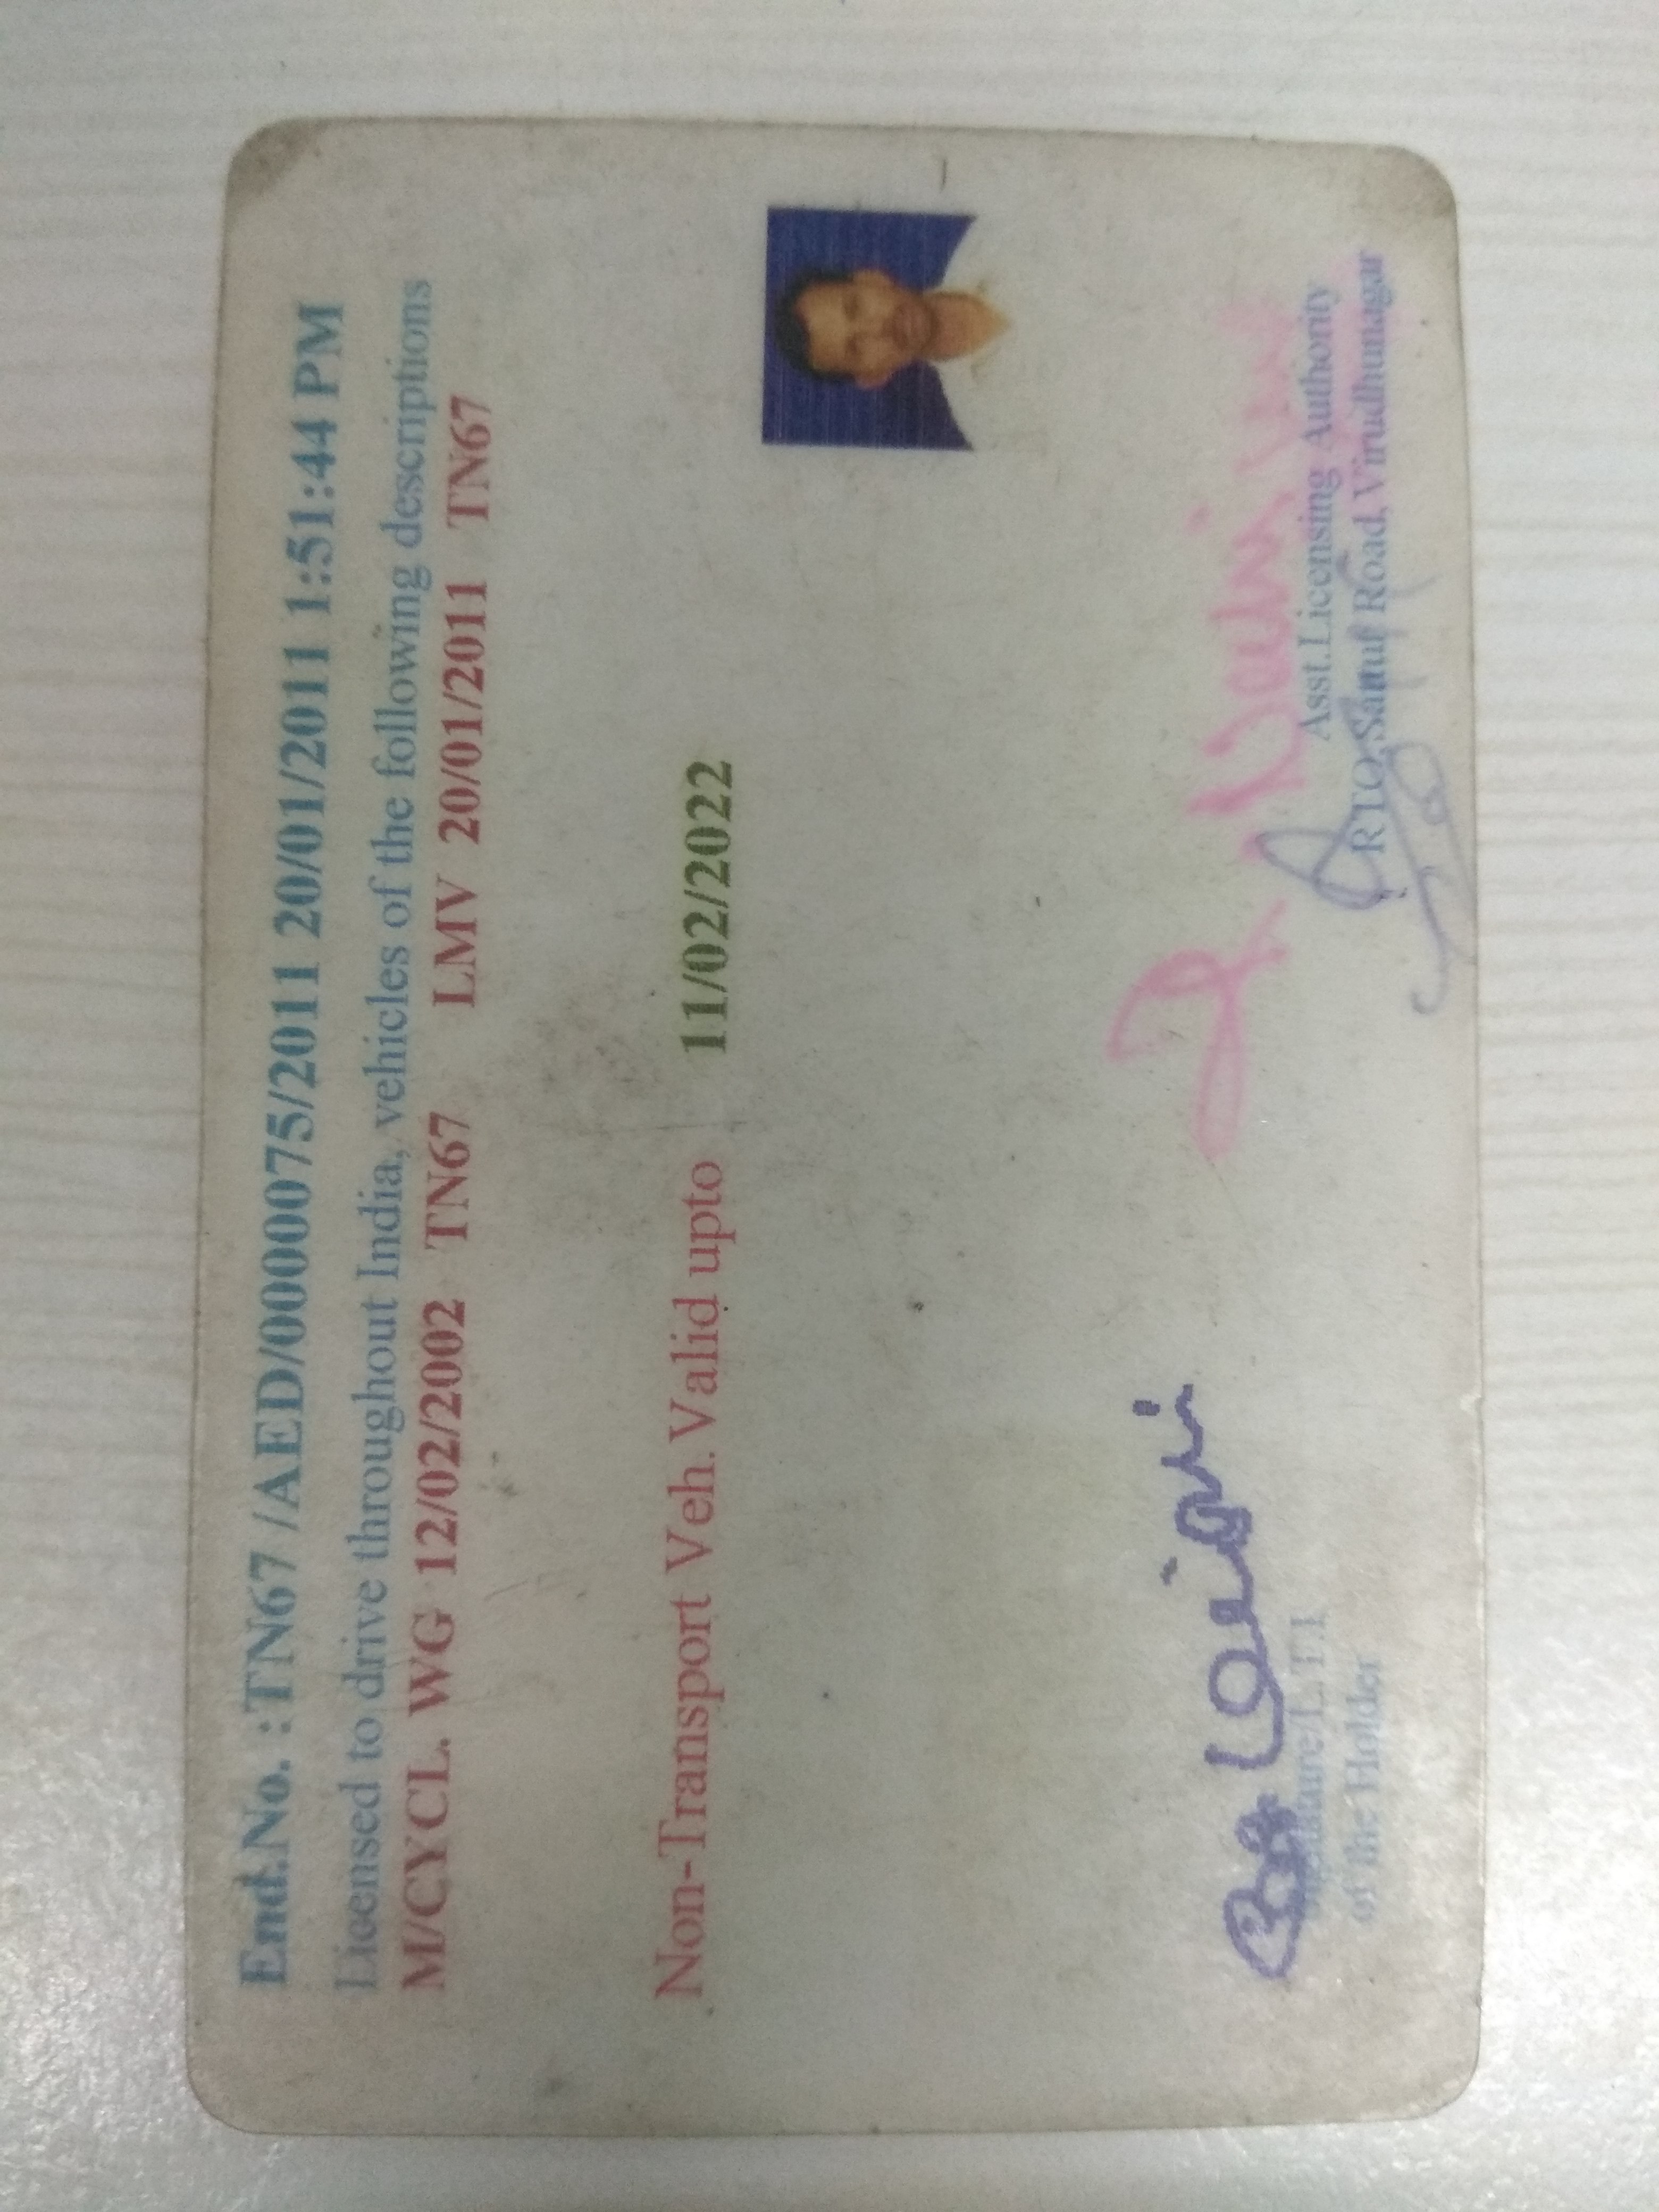 End.No. :TN67 /AED/0000075/2011 20/01/2011 1:51:44 PM
Licensed to drive throughout India, vehicles of the following descriptions
M/CYCL. WG 12/02/2002 TN67 LMV 20/01/2011 TN67
Non-Transport Veh. Valid upto 11/02/2022
Signature/L.T.I
of the Holder
Asst.Licensing Authority
RTO, Road, Virudhunagar